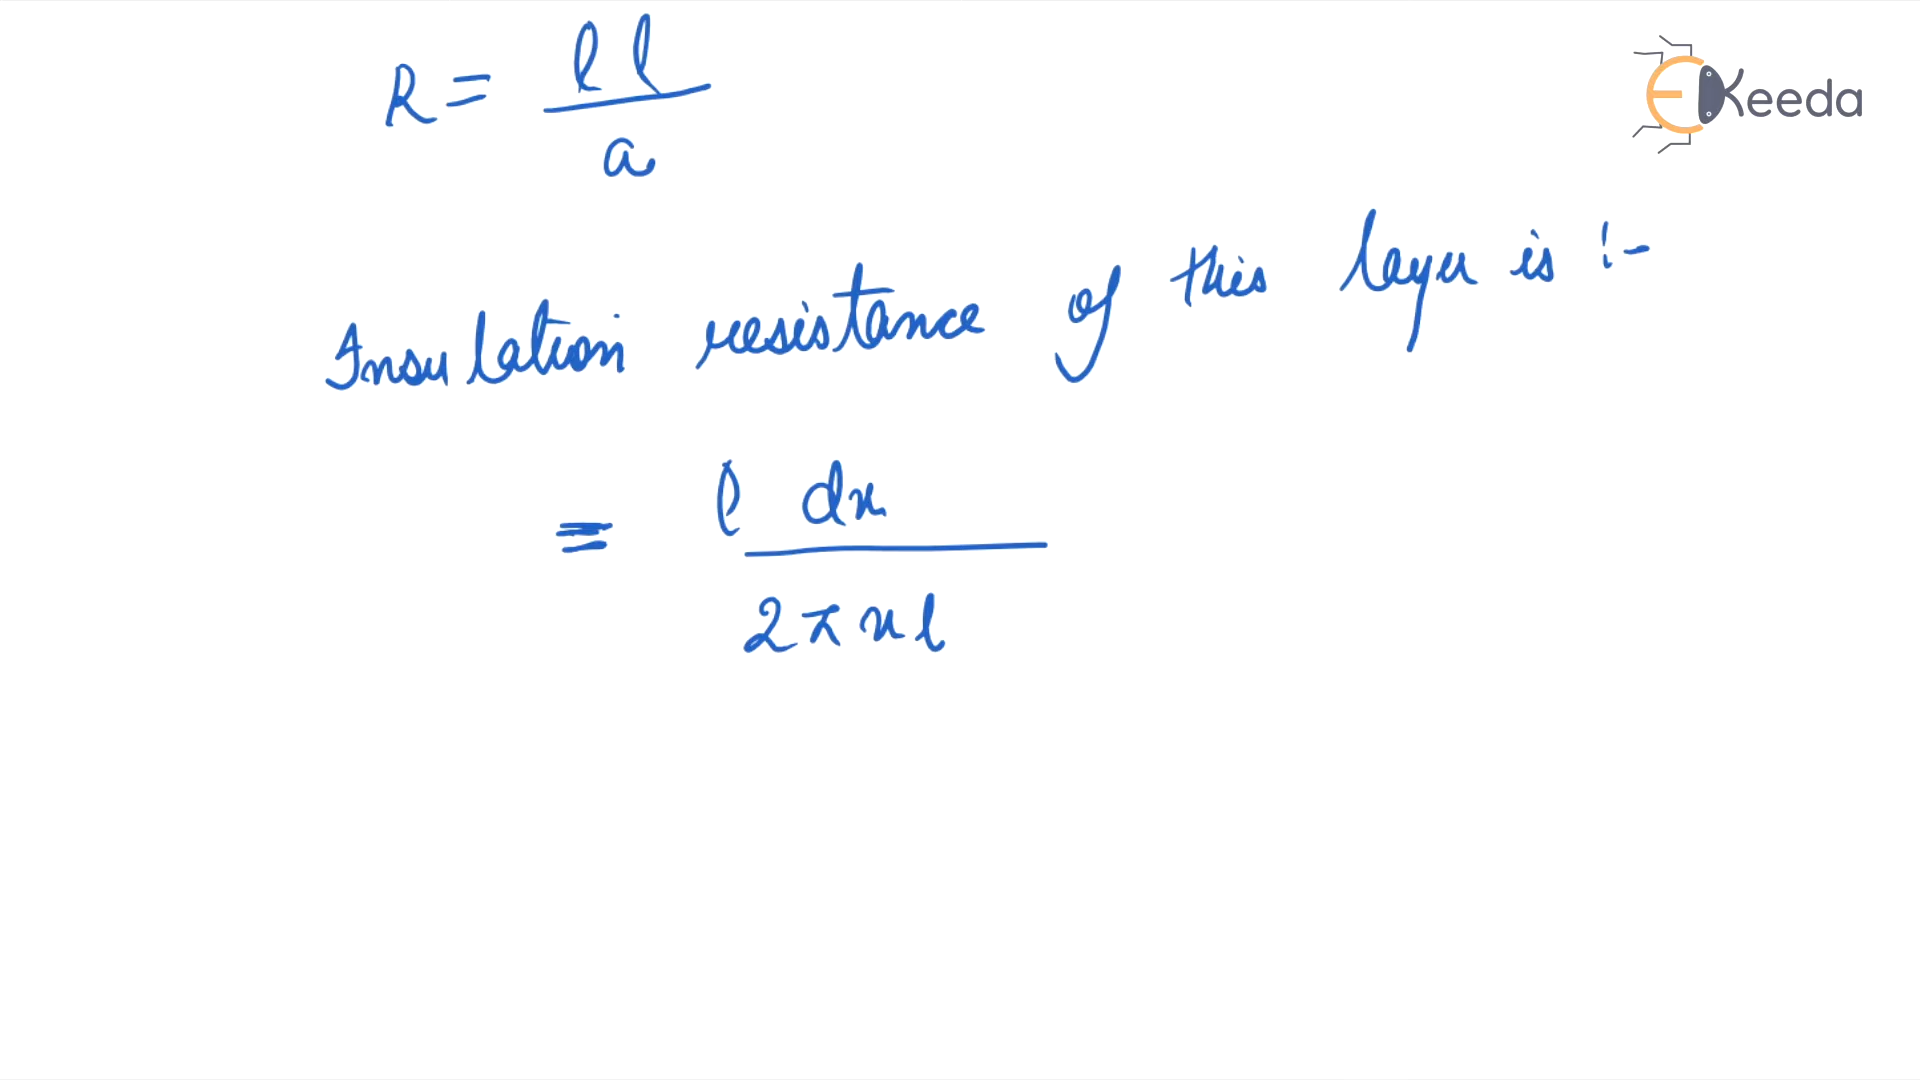 R = ρl
a
EKeeda
Insulation resistance of this layer is :-
= ρ dx
2πxl